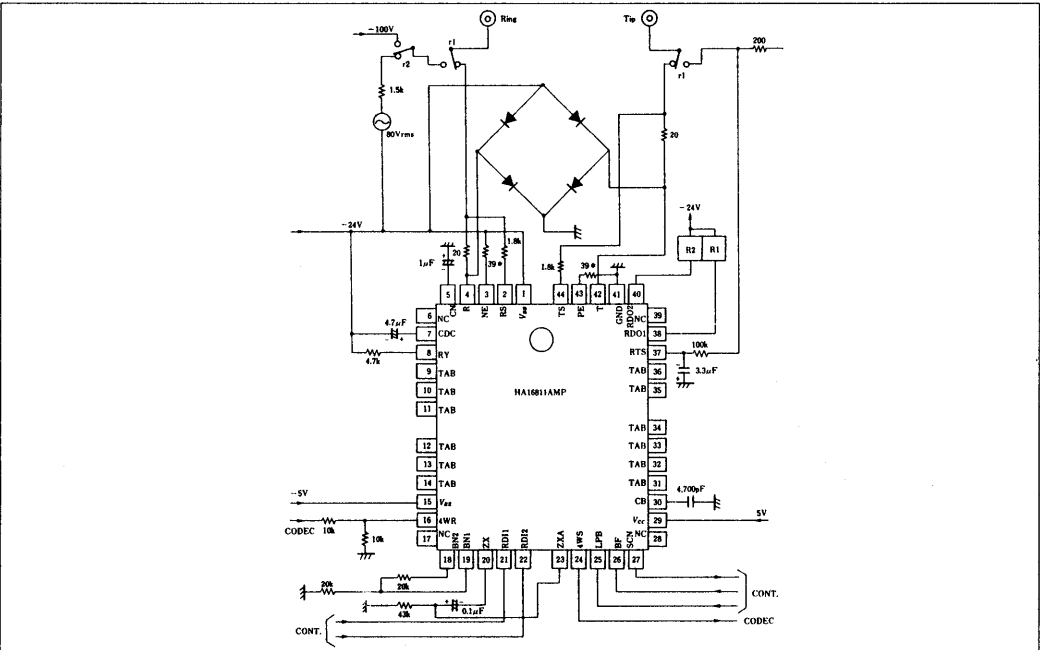 Ring
Tip
-100V
r1
r2
r1
200
1.5k
80Vrms
20
-24V
-24V
R2 R1
1μF
20
39*
1.8k
1.8k
39*
5 4 3 2 1
44 43 42 41 40
CN R NE RS
TS PE T GND RDO2
6 NC
4.7μF
7 CDC
4.7k
8 RY
9 TAB
10 TAB
11 TAB
12 TAB
13 TAB
14 TAB
-5V
15
CODEC
10k
16 4WR
10k
17 NC
HA16811AMP
NC 39
RDO1 38
RTS 37
100k
3.3μF
TAB 36
TAB 35
TAB 34
TAB 33
TAB 32
TAB 31
CB 30
4,700pF
Vcc 29
5V
NC 28
BN2 BN1 ZX RDI1 RDI2
ZXA 4WS LPB BF SCN
18 19 20 21 22
23 24 25 26 27
20k
20k
43k
0.1μF
CONT.
CONT.
CODEC